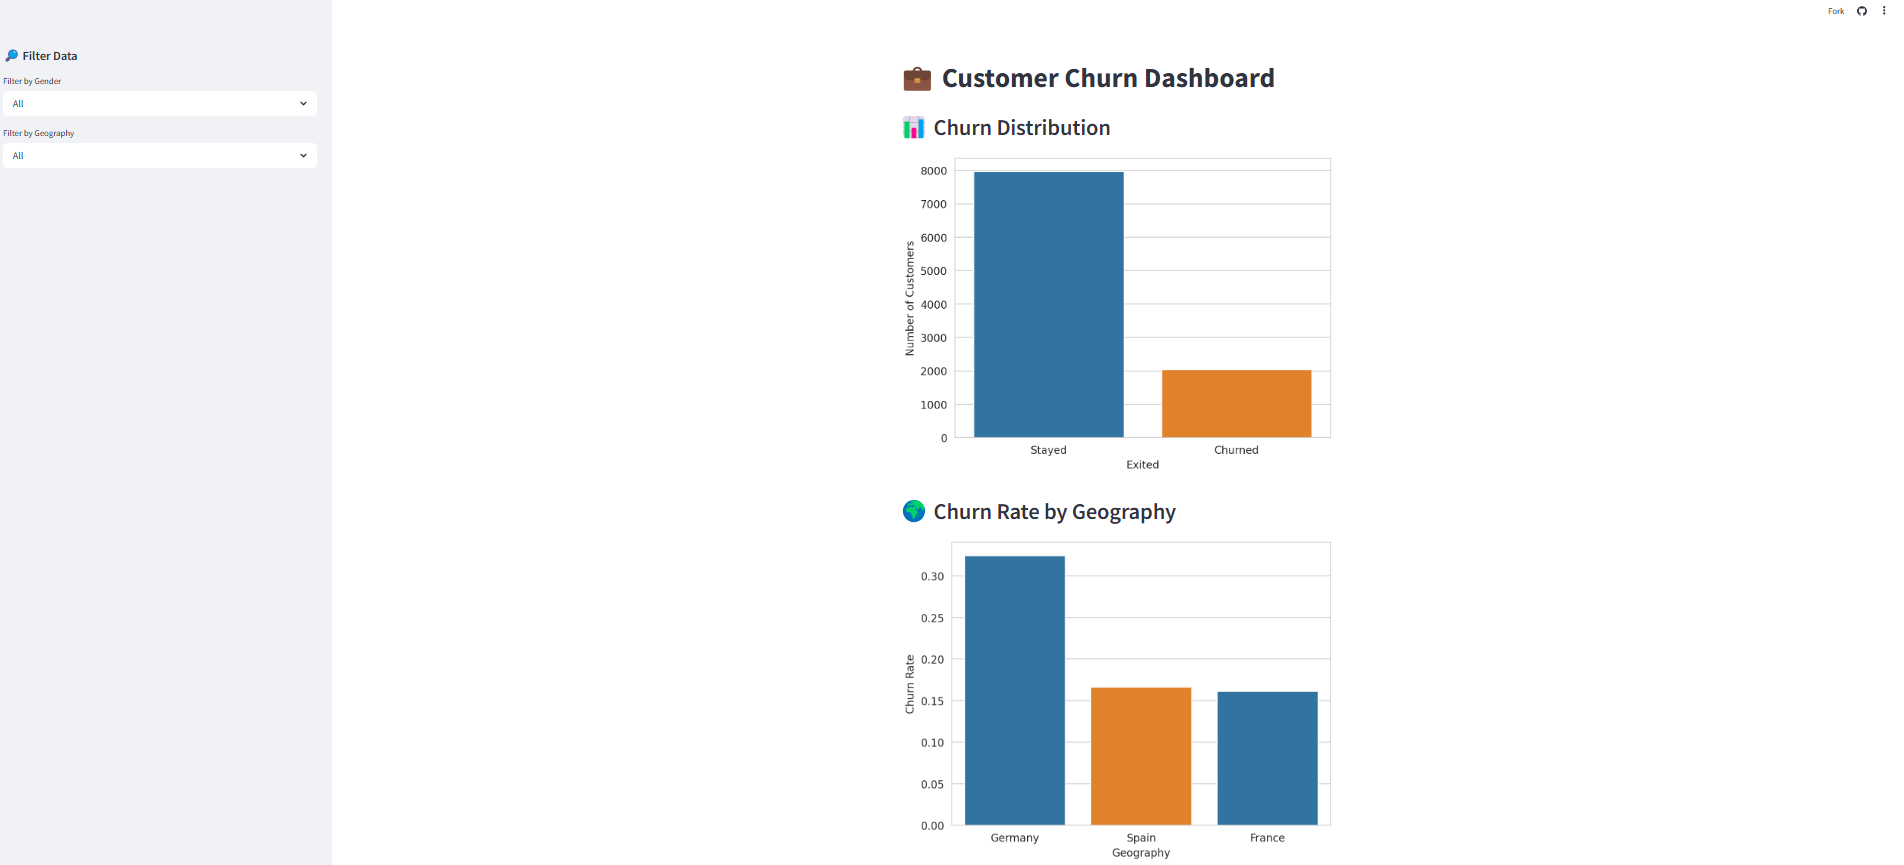 Fork
Filter Data
Filter by Gender
All
Filter by Geography
All
Customer Churn Dashboard
Churn Distribution
8000
7000
6000
5000
4000
3000
2000
1000
0
Number of Customers
Stayed Churned
Exited
Churn Rate by Geography
0.30
0.25
0.20
0.15
0.10
0.05
0.00
Churn Rate
Germany Spain France
Geography